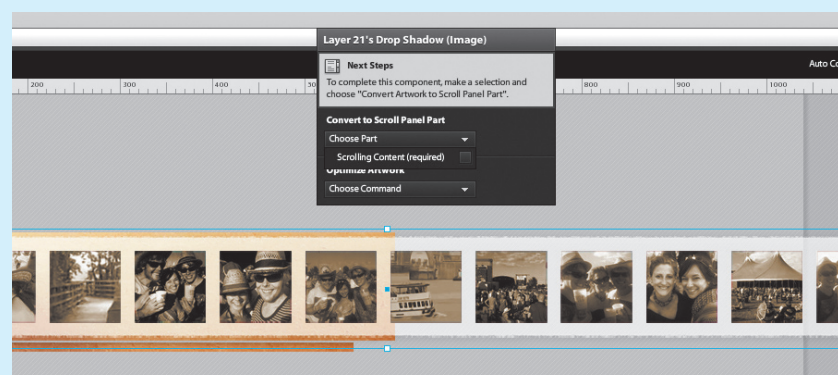 Layer 21's Drop Shadow (Image)
Next Steps
To complete this component, make a selection and
choose "Convert Artwork to Scroll Panel Part".
Auto Co
200 300 400 50 800 900 1000
Convert to Scroll Panel Part
Choose Part
Scrolling Content (required)
Optimize Artwork
Choose Command